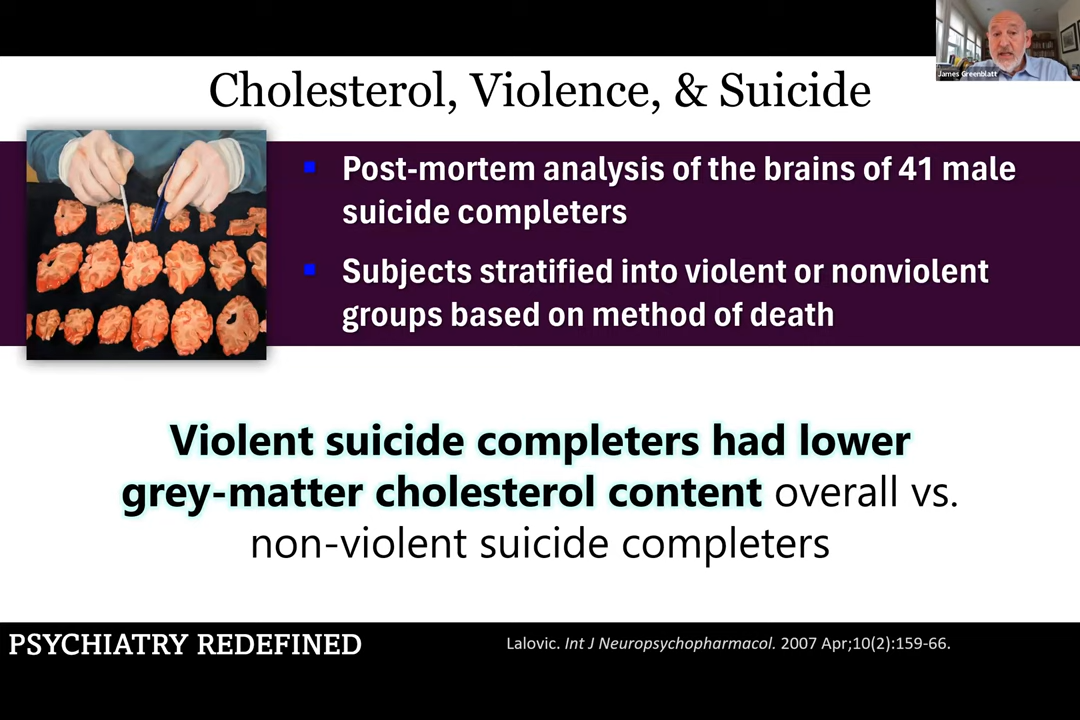 James Greenblatt
Cholesterol, Violence, & Suicide
▪ Post-mortem analysis of the brains of 41 male
suicide completers
▪ Subjects stratified into violent or nonviolent
groups based on method of death
Violent suicide completers had lower
grey-matter cholesterol content overall vs.
non-violent suicide completers
PSYCHIATRY REDEFINED
Lalovic. Int J Neuropsychopharmacol. 2007 Apr;10(2):159-66.